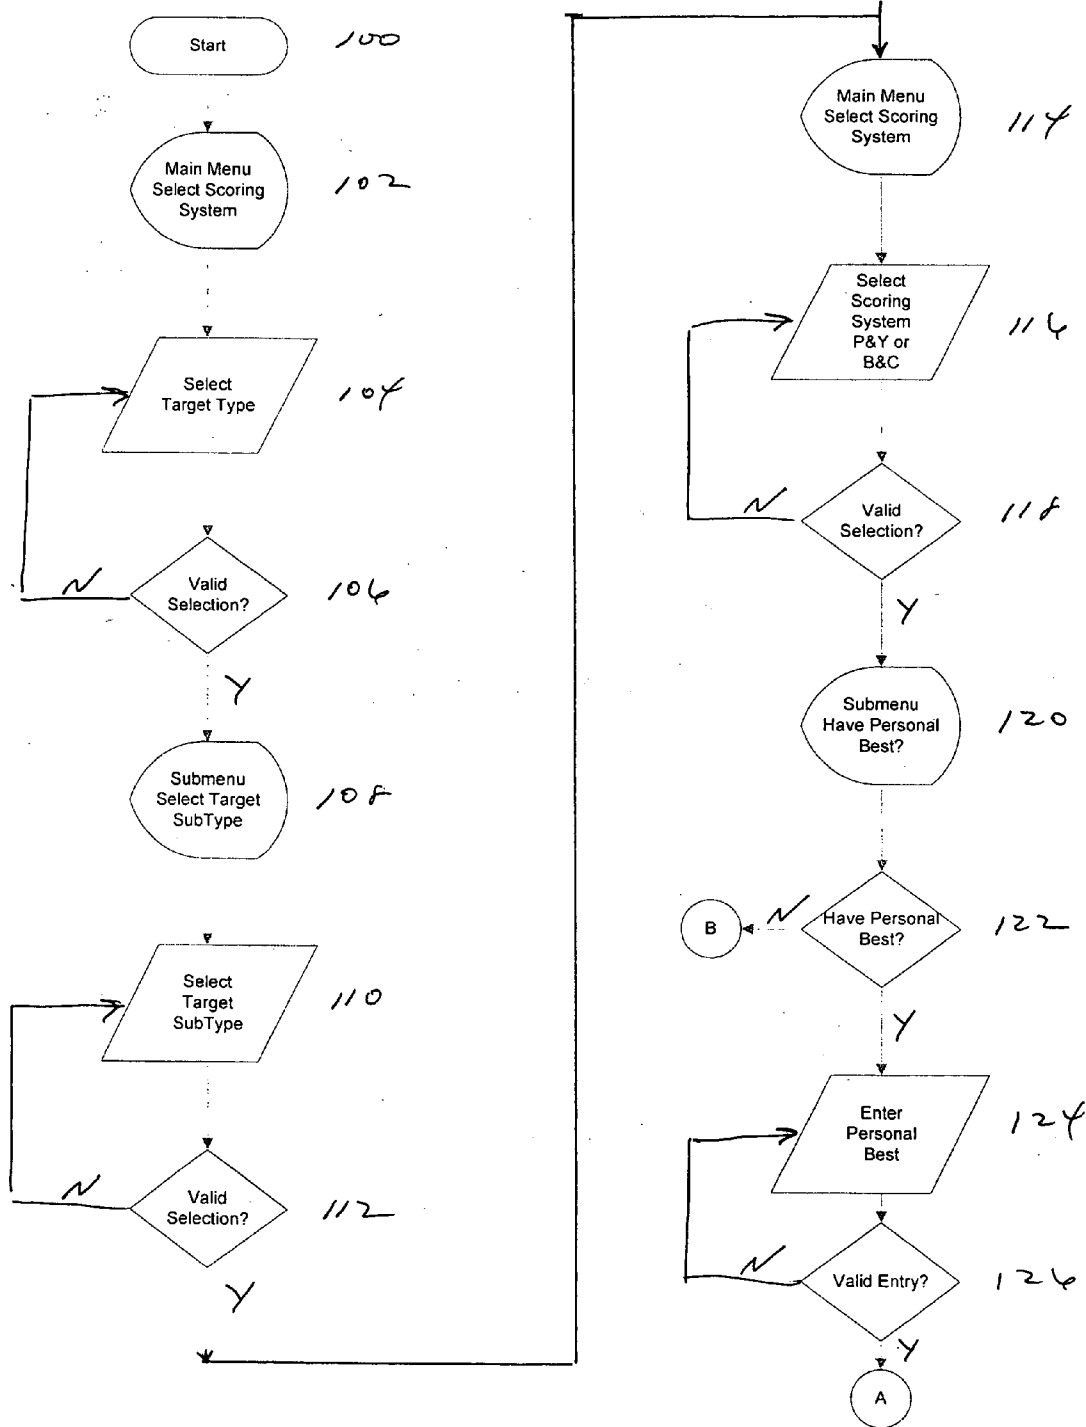 Start
100
Main Menu
Select Scoring
System
102
Select
Target Type
104
Valid
Selection?
106
N
Y
Submenu
Select Target
SubType
108
Select
Target
SubType
110
Valid
Selection?
112
N
Y
Main Menu
Select Scoring
System
114
Select
Scoring
System
P&Y or
B&C
116
Valid
Selection?
118
N
Y
Submenu
Have Personal
Best?
120
Have Personal
Best?
122
N
B
Y
Enter
Personal
Best
124
Valid Entry?
126
N
Y
A